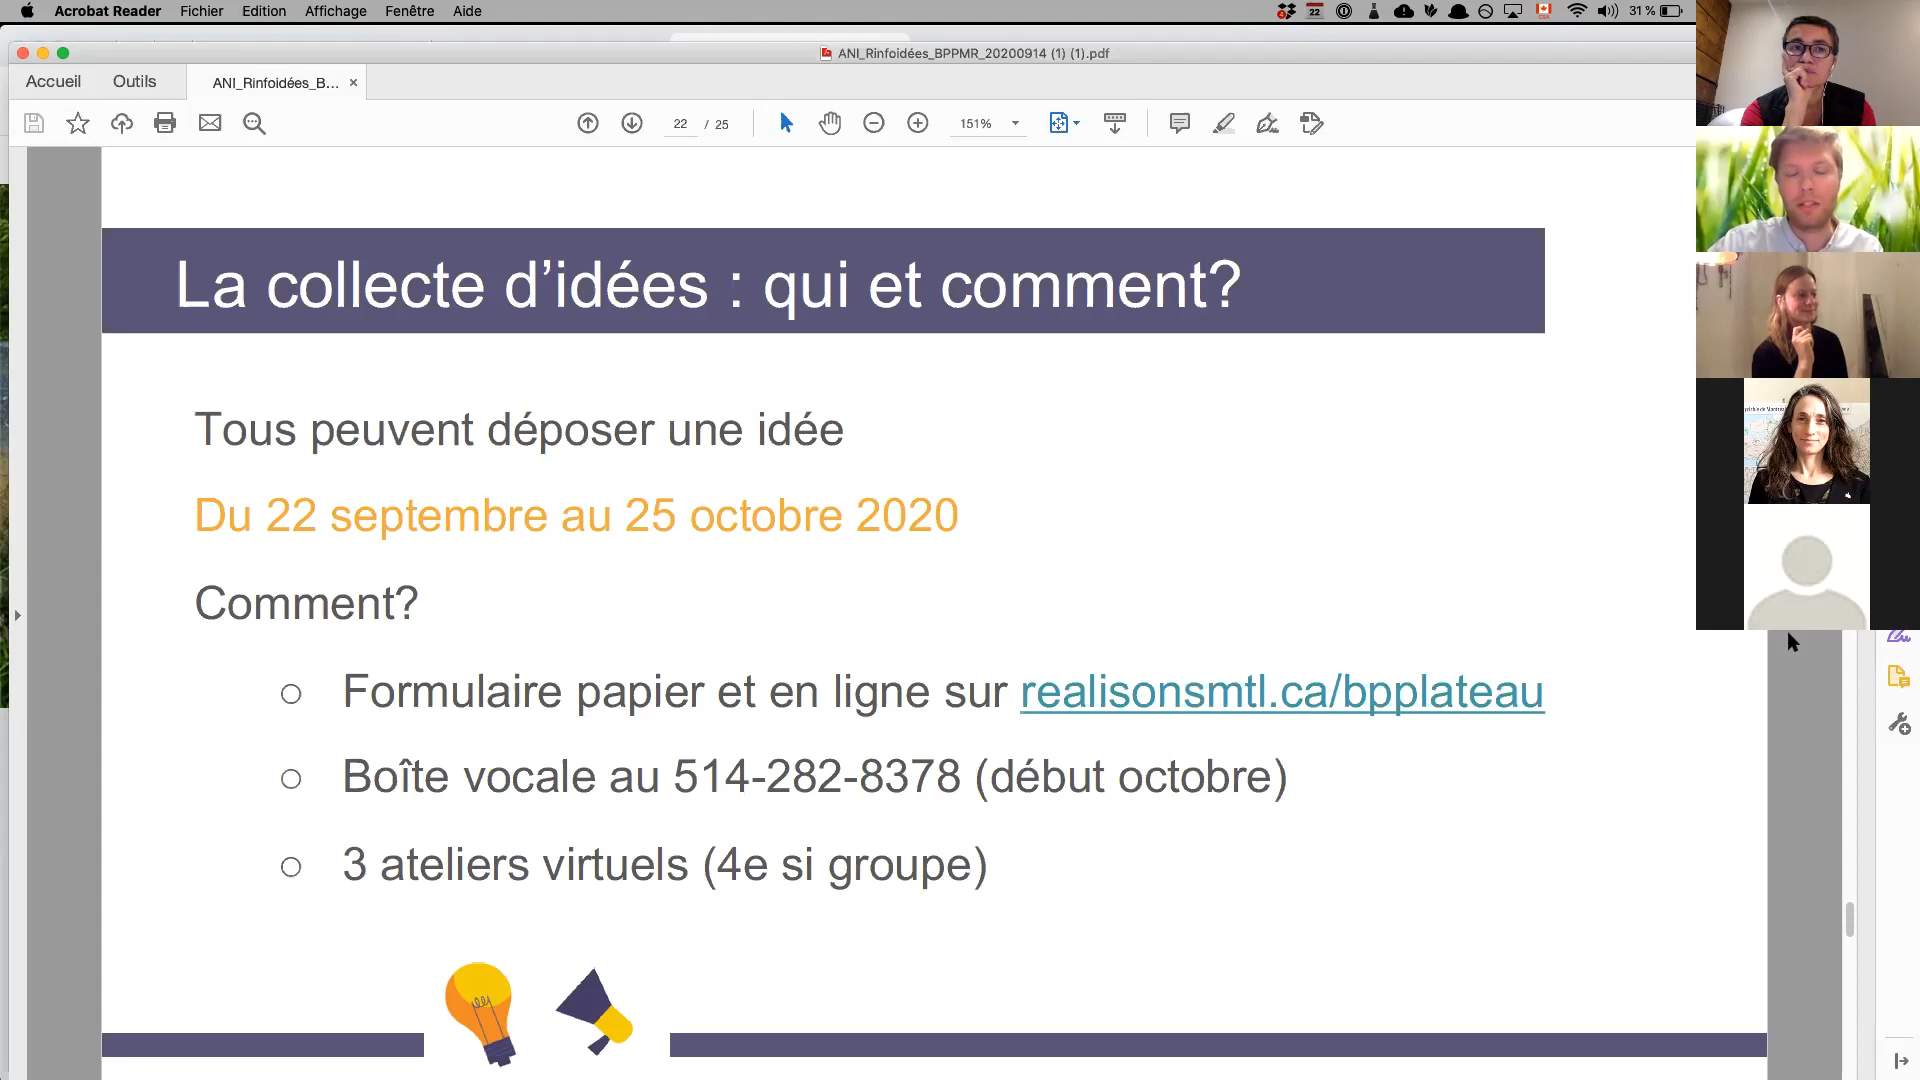 Acrobat Reader Fichier Edition Affichage Fenêtre Aide
22
31 %
ANI_Rinfoidées_BPPMR_20200914 (1) (1).pdf
Accueil Outils ANI_Rinfoidées_B... ×
22 / 25 151%
La collecte d’idées : qui et comment?
Tous peuvent déposer une idée
Du 22 septembre au 25 octobre 2020
Comment?
○ Formulaire papier et en ligne sur realisonsmtl.ca/bpplateau
○ Boîte vocale au 514-282-8378 (début octobre)
○ 3 ateliers virtuels (4e si groupe)